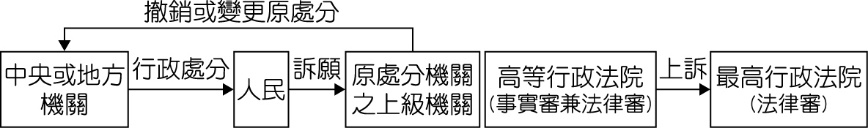 撤銷或變更原處分
中央或地方
機關
行政處分
人民
訴願
原處分機關
之上級機關
高等行政法院
(事實審兼法律審)
上訴
最高行政法院
(法律審)